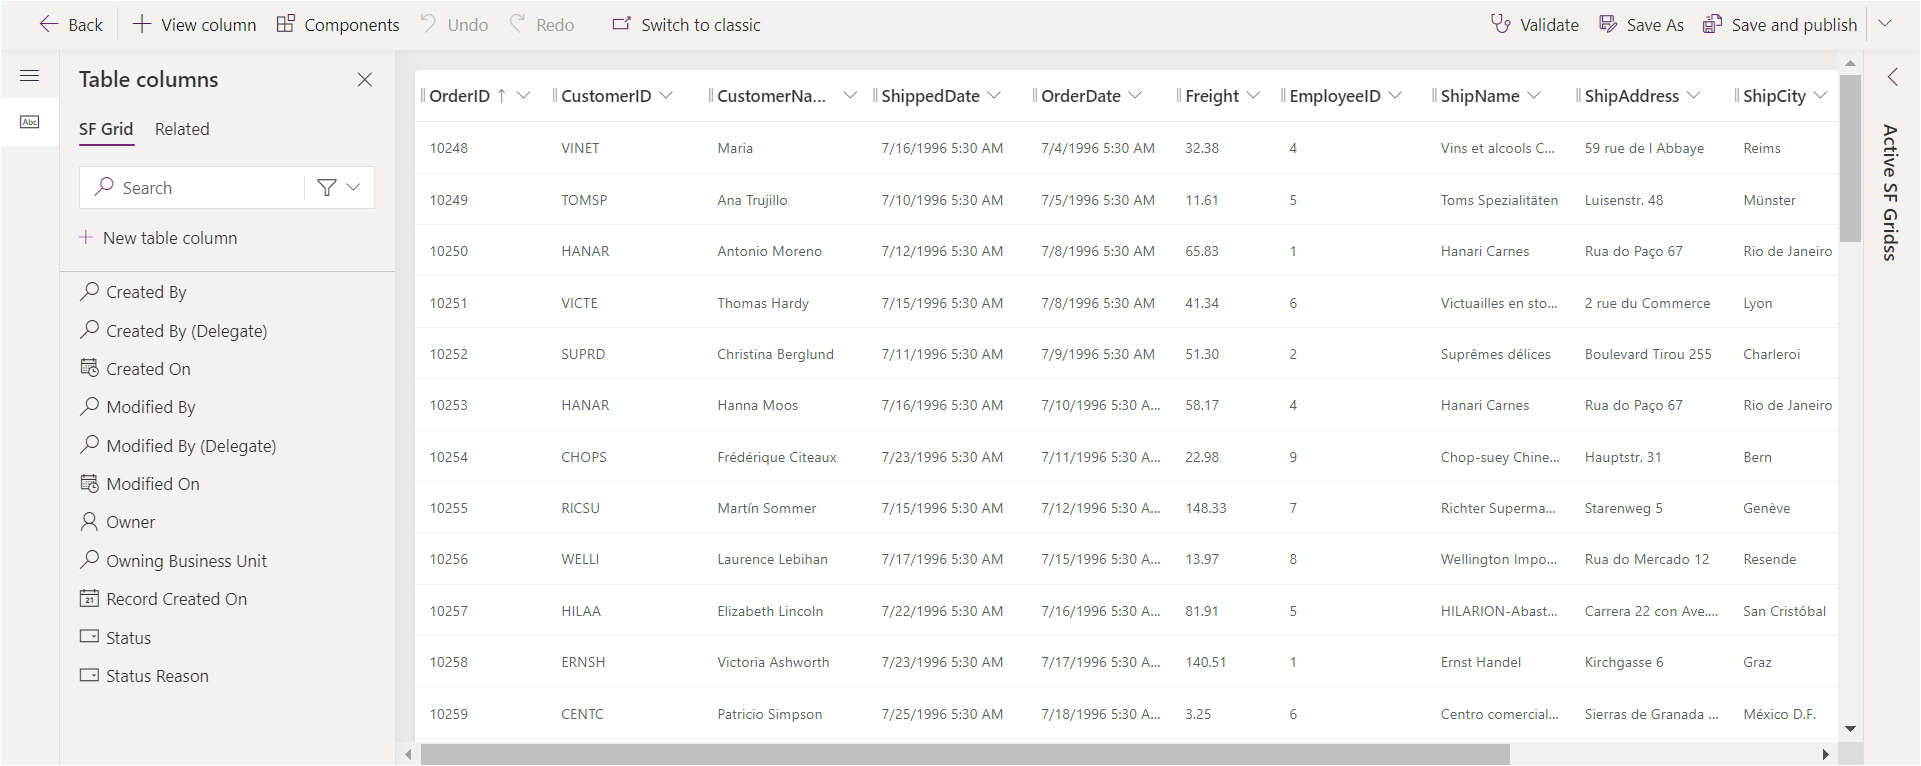 Back View column Components Undo Redo Switch to classic Validate Save As Save and publish
Table columns
SF Grid Related
Search
New table column
Created By
Created By (Delegate)
Created On
Modified By
Modified By (Delegate)
Modified On
Owner
Owning Business Unit
21 Record Created On
Status
Status Reason
Abc
OrderID CustomerID CustomerNa... ShippedDate OrderDate Freight EmployeeID ShipName ShipAddress ShipCity
10248 VINET Maria 7/16/1996 5:30 AM 7/4/1996 5:30 AM 32.38 4 Vins et alcools C... 59 rue de l Abbaye Reims
10249 TOMSP Ana Trujillo 7/10/1996 5:30 AM 7/5/1996 5:30 AM 11.61 5 Toms Spezialitäten Luisenstr. 48 Münster
10250 HANAR Antonio Moreno 7/12/1996 5:30 AM 7/8/1996 5:30 AM 65.83 1 Hanari Carnes Rua do Paço 67 Rio de Janeiro
10251 VICTE Thomas Hardy 7/15/1996 5:30 AM 7/8/1996 5:30 AM 41.34 6 Victuailles en sto... 2 rue du Commerce Lyon
10252 SUPRD Christina Berglund 7/11/1996 5:30 AM 7/9/1996 5:30 AM 51.30 2 Suprêmes délices Boulevard Tirou 255 Charleroi
10253 HANAR Hanna Moos 7/16/1996 5:30 AM 7/10/1996 5:30 A... 58.17 4 Hanari Carnes Rua do Paço 67 Rio de Janeiro
10254 CHOPS Frédérique Citeaux 7/23/1996 5:30 AM 7/11/1996 5:30 A... 22.98 9 Chop-suey Chine... Hauptstr. 31 Bern
10255 RICSU Martín Sommer 7/15/1996 5:30 AM 7/12/1996 5:30 A... 148.33 7 Richter Superma... Starenweg 5 Genève
10256 WELLI Laurence Lebihan 7/17/1996 5:30 AM 7/15/1996 5:30 A... 13.97 8 Wellington Impo... Rua do Mercado 12 Resende
10257 HILAA Elizabeth Lincoln 7/22/1996 5:30 AM 7/16/1996 5:30 A... 81.91 5 HILARION-Abast... Carrera 22 con Ave.... San Cristóbal
10258 ERNSH Victoria Ashworth 7/23/1996 5:30 AM 7/17/1996 5:30 A... 140.51 1 Ernst Handel Kirchgasse 6 Graz
10259 CENTC Patricio Simpson 7/25/1996 5:30 AM 7/18/1996 5:30 A... 3.25 6 Centro comercial... Sierras de Granada ... México D.F.
Active SF Gridss